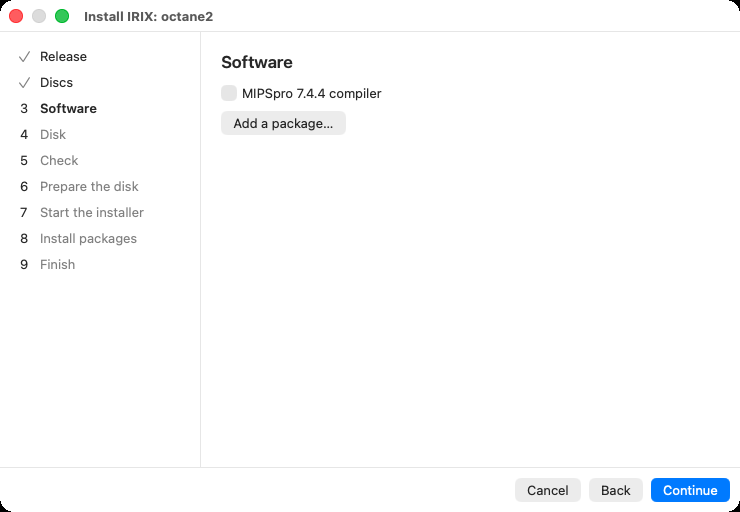 Install IRIX: octane2
Release
Discs
3 Software
4 Disk
5 Check
6 Prepare the disk
7 Start the installer
8 Install packages
9 Finish
Software
MIPSpro 7.4.4 compiler
Add a package...
Cancel
Back
Continue